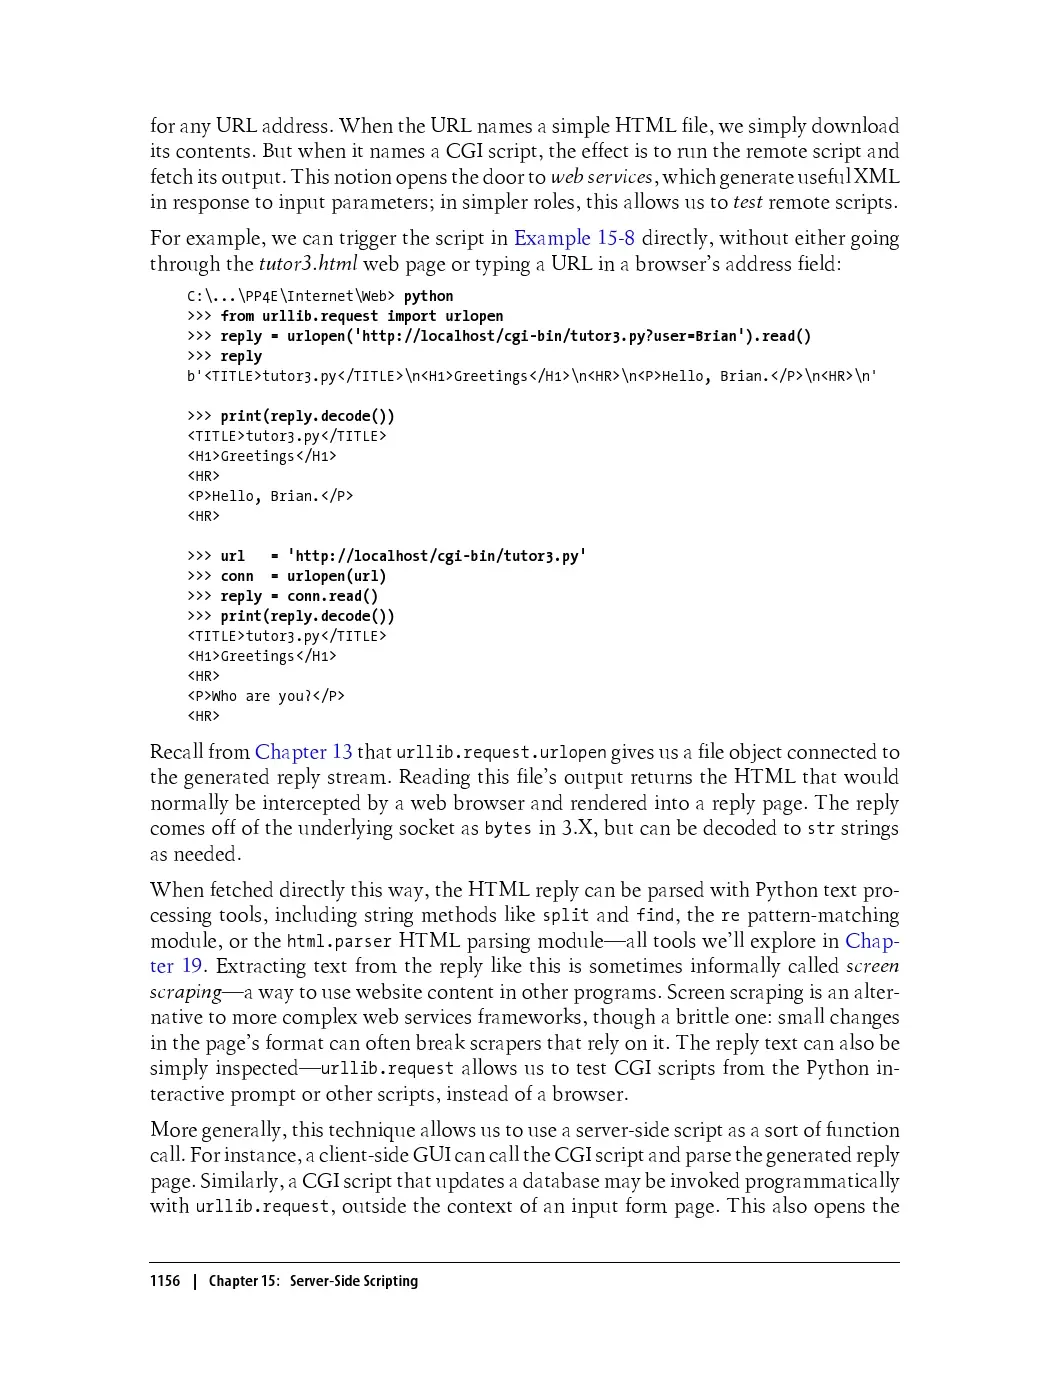 for any URL address. When the URL names a simple HTML file, we simply download
its contents. But when it names a CGI script, the effect is to run the remote script and
fetch its output. This notion opens the door to web services, which generate useful XML
in response to input parameters; in simpler roles, this allows us to test remote scripts.
For example, we can trigger the script in Example 15-8 directly, without either going
through the tutor3.html web page or typing a URL in a browser’s address field:
C:\...\PP4E\Internet\Web> python
>>> from urllib.request import urlopen
>>> reply = urlopen('http://localhost/cgi-bin/tutor3.py?user=Brian').read()
>>> reply
b'<TITLE>tutor3.py</TITLE>\n<H1>Greetings</H1>\n<HR>\n<P>Hello, Brian.</P>\n<HR>\n'
>>> print(reply.decode())
<TITLE>tutor3.py</TITLE>
<H1>Greetings</H1>
<HR>
<P>Hello, Brian.</P>
<HR>
>>> url   = 'http://localhost/cgi-bin/tutor3.py'
>>> conn  = urlopen(url)
>>> reply = conn.read()
>>> print(reply.decode())
<TITLE>tutor3.py</TITLE>
<H1>Greetings</H1>
<HR>
<P>Who are you?</P>
<HR>
Recall from Chapter 13 that urllib.request.urlopen gives us a file object connected to
the generated reply stream. Reading this file’s output returns the HTML that would
normally be intercepted by a web browser and rendered into a reply page. The reply
comes off of the underlying socket as bytes in 3.X, but can be decoded to str strings
as needed.
When fetched directly this way, the HTML reply can be parsed with Python text pro-
cessing tools, including string methods like split and find, the re pattern-matching
module, or the html.parser HTML parsing module—all tools we’ll explore in Chap-
ter 19. Extracting text from the reply like this is sometimes informally called screen
scraping—a way to use website content in other programs. Screen scraping is an alter-
native to more complex web services frameworks, though a brittle one: small changes
in the page’s format can often break scrapers that rely on it. The reply text can also be
simply inspected—urllib.request allows us to test CGI scripts from the Python in-
teractive prompt or other scripts, instead of a browser.
More generally, this technique allows us to use a server-side script as a sort of function
call. For instance, a client-side GUI can call the CGI script and parse the generated reply
page. Similarly, a CGI script that updates a database may be invoked programmatically
with urllib.request, outside the context of an input form page. This also opens the
1156 | Chapter 15: Server-Side Scripting